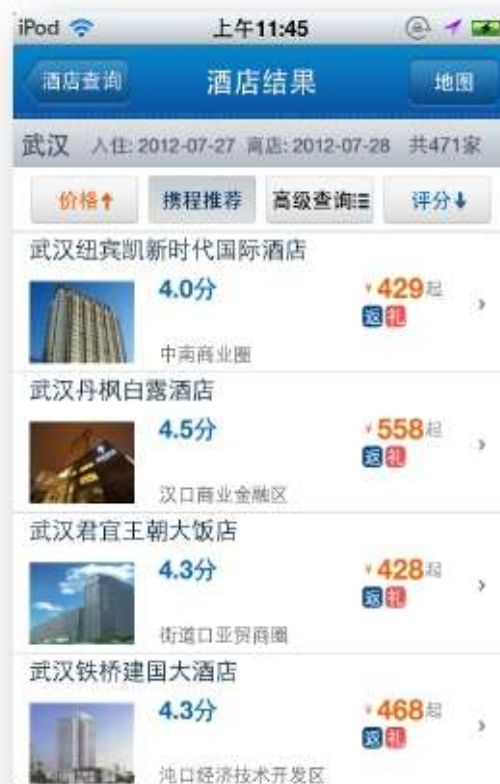 iPod 上午11:45
酒店查询 酒店结果 地图
武汉 入住: 2012-07-27 离店: 2012-07-28 共471家
价格↑ 携程推荐 高级查询 评分↓
武汉纽宾凯新时代国际酒店
4.0分 ¥429起
返 礼
中南商业圈
武汉丹枫白露酒店
4.5分 ¥558起
返 礼
汉口商业金融区
武汉君宜王朝大饭店
4.3分 ¥428起
返 礼
街道口亚贸商圈
武汉铁桥建国大酒店
4.3分 ¥468起
返 礼
沌口经济技术开发区